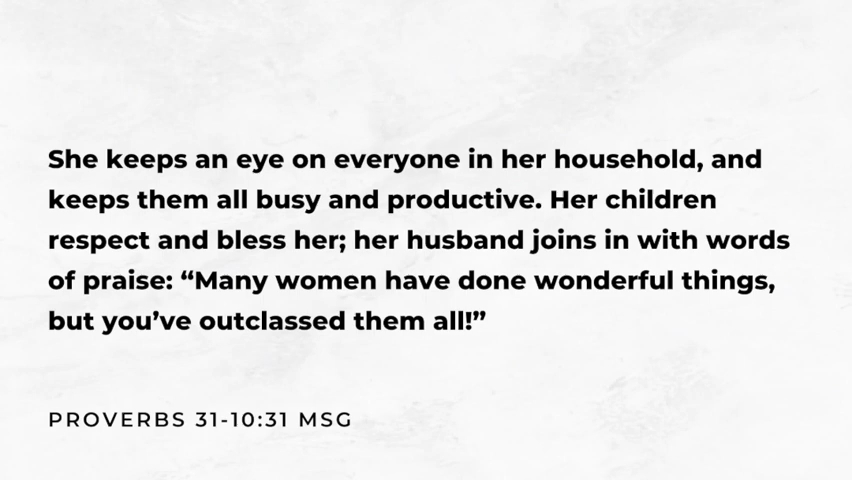 She keeps an eye on everyone in her household, and
keeps them all busy and productive. Her children
respect and bless her; her husband joins in with words
of praise: “Many women have done wonderful things,
but you’ve outclassed them all!”
PROVERBS 31-10:31 MSG